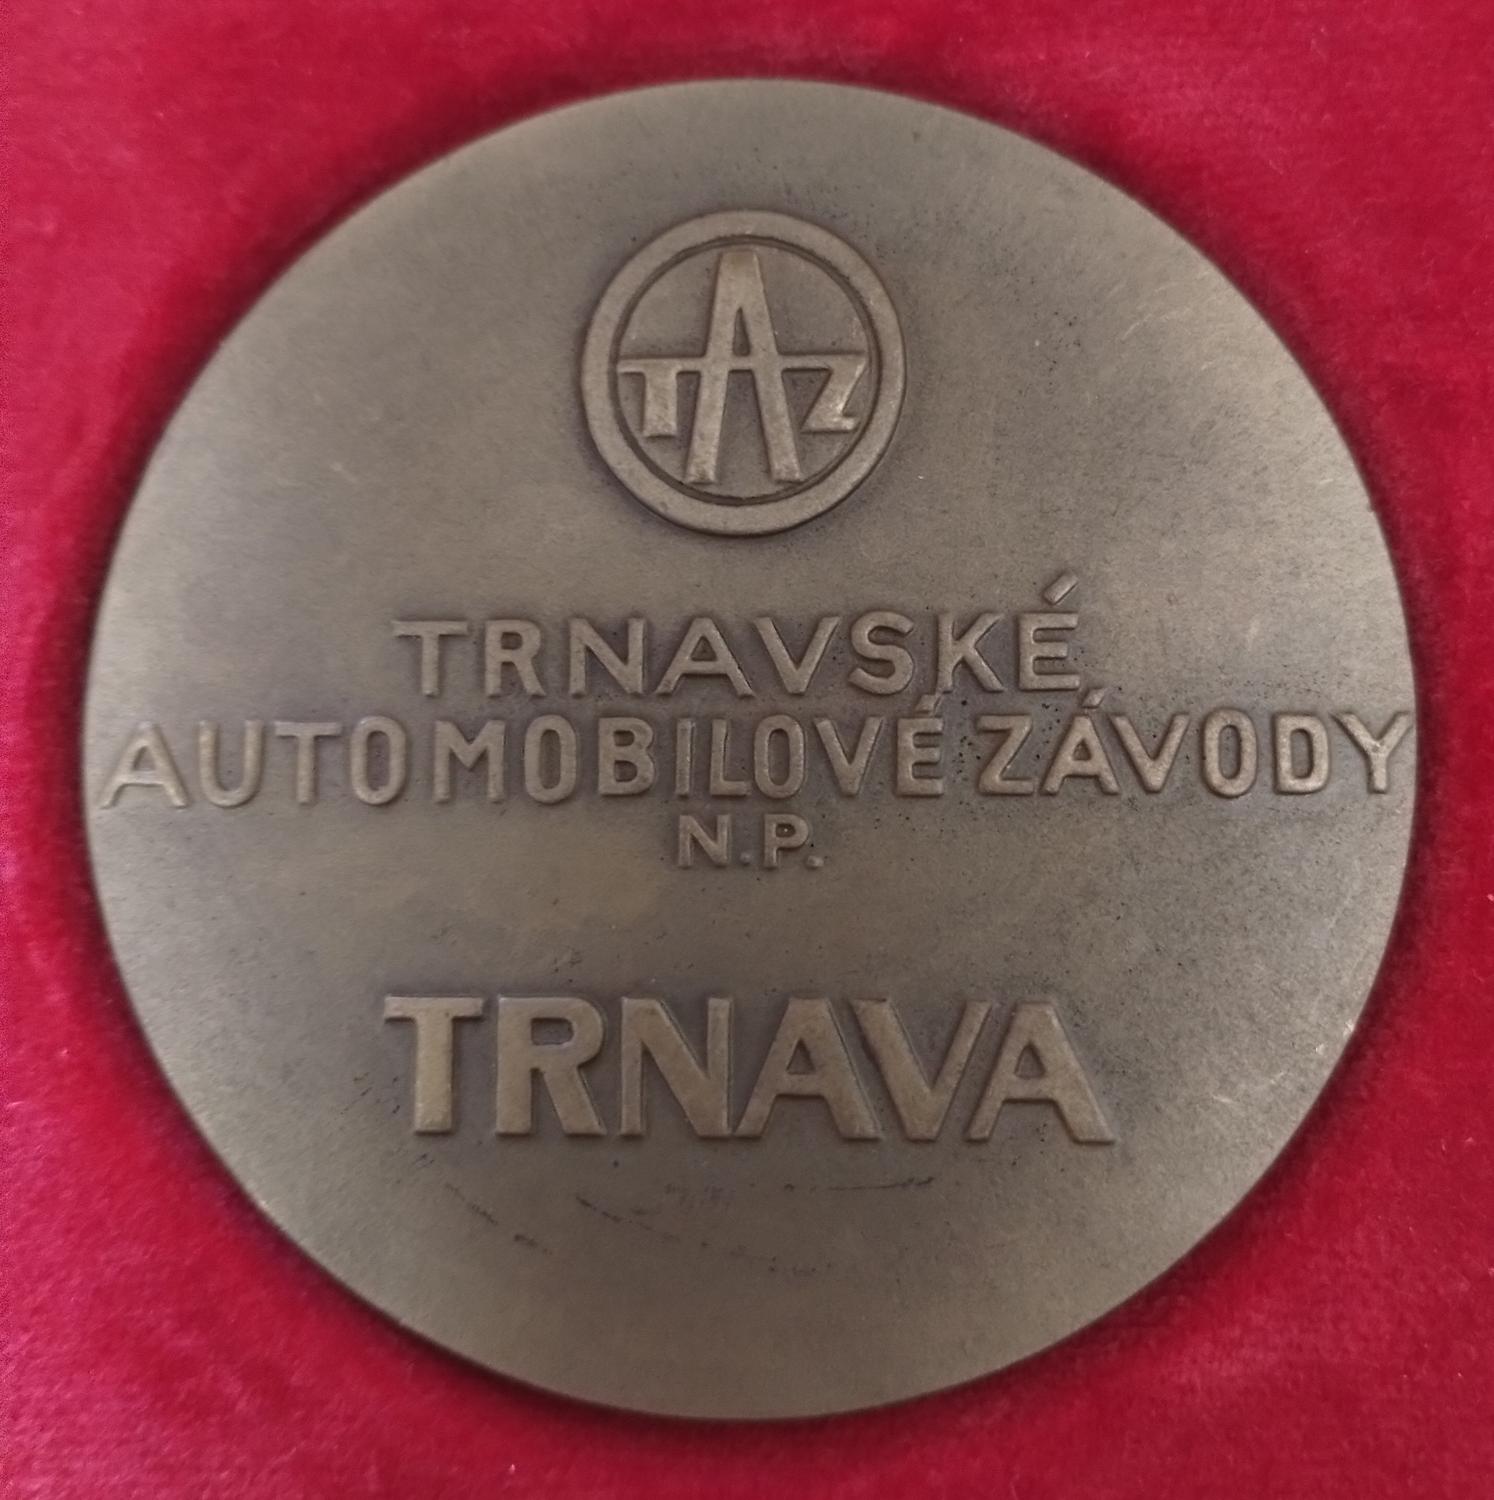 TAZ
TRNAVSKÉ
AUTOMOBILOVÉ ZÁVODY
N.P.
TRNAVA